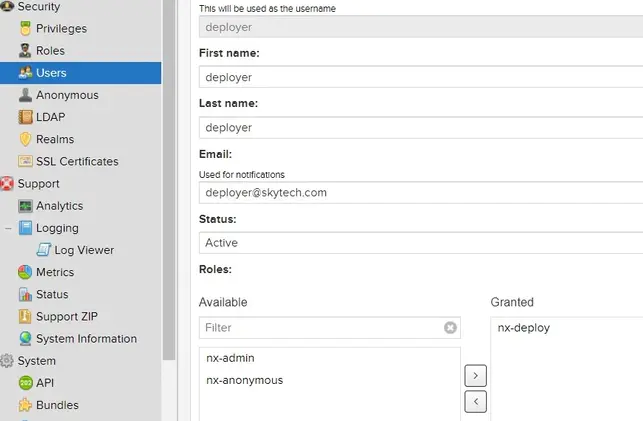 Security
Privileges
Roles
Users
Anonymous
LDAP
Realms
SSL Certificates
Support
Analytics
Logging
Log Viewer
Metrics
Status
Support ZIP
System Information
System
API
Bundles
This will be used as the username
deployer
First name:
deployer
Last name:
deployer
Email:
Used for notifications
deployer@skytech.com
Status:
Active
Roles:
Available
Filter
nx-admin
nx-anonymous
Granted
nx-deploy